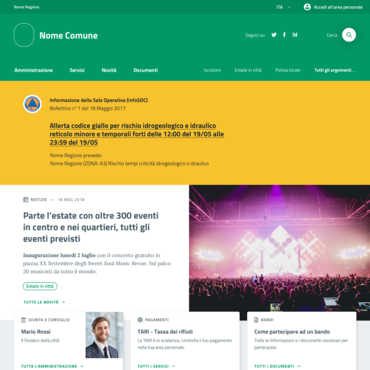 Nome Regione
ITA
Accedi all'area personale
Nome Comune
Seguici su
Cerca
Amministrazione
Servizi
Novità
Documenti
Iscrizioni
Estate in città
Polizia locale
Tutti gli argomenti...
Informazione della Sala Operativa (InfoSOC)
Bollettino n°1 del 18 Maggio 2017
Allerta codice giallo per rischio idrogeologico e idraulico
reticolo minore e temporali forti dalle 12:00 del 19/05 alle
23:59 del 19/05
Nome Regione prevedo:
Nome Regione (ZONA: A3) Rischio tempi criticità idrogeologico e idraulico
NOTIZIE — 18 MAG 2018
Parte l'estate con oltre 300 eventi
in centro e nei quartieri, tutti gli
eventi previsti
Inaugurazione lunedì 2 luglio con il concerto gratuito in
piazza XX Settembre degli Sweet Soul Music Revue. Sul palco
20 musicisti da tutto il mondo.
Estate in città
TUTTE LE NOVITÀ
GIUNTA E CONSIGLIO
Mario Rossi
Il Sindaco della città
TUTTA L'AMMINISTRAZIONE
PAGAMENTI
TARI - Tassa dei rifiuti
La TARI è in scadenza, controlla il tuo pagamento
nella tua area personale.
TUTTI I SERVIZI
BANDI
Come partecipare ad un bando
Tutte le informazioni e i documenti necessari per
partecipare.
TUTTI I DOCUMENTI